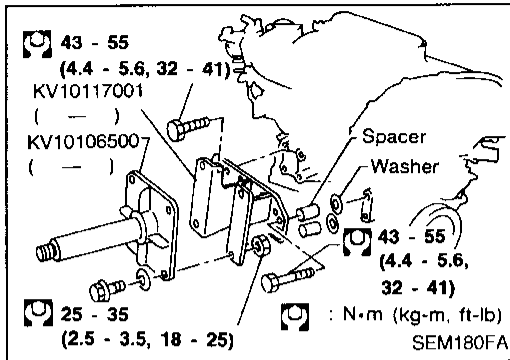 43 - 55
(4.4 - 5.6, 32 - 41)
KV10117001
( — )
KV10106500
( — )
Spacer
Washer
43 - 55
(4.4 - 5.6,
32 - 41)
25 - 35
(2.5 - 3.5, 18 - 25)
: N•m (kg-m, ft-lb)
SEM180FA